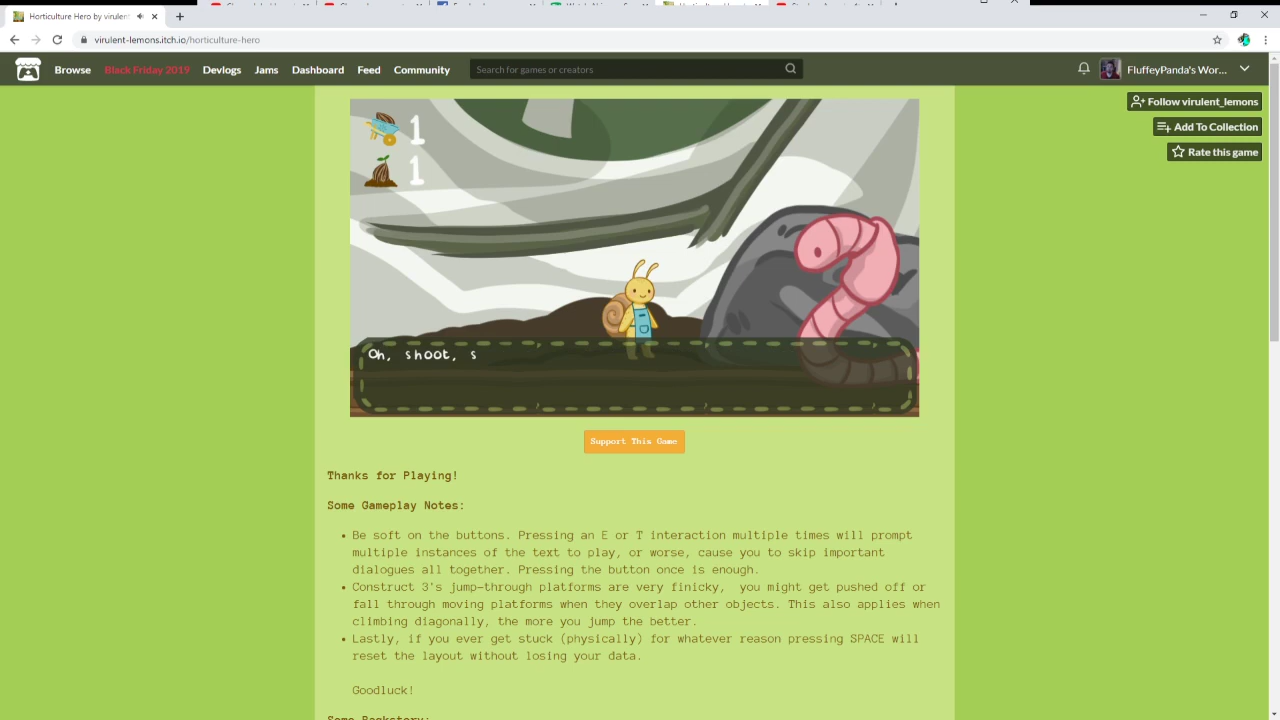 Horticulture Hero by virulent
virulent-lemons.itch.io/horticulture-hero
Browse Black Friday 2019 Devlogs Jams Dashboard Feed Community Search for games or creators FluffeyPanda's Wor...
Follow virulent_lemons
Add To Collection
Rate this game
1
1
Oh, shoot, s
Support This Game
Thanks for Playing!
Some Gameplay Notes:
• Be soft on the buttons. Pressing an E or T interaction multiple times will prompt
multiple instances of the text to play, or worse, cause you to skip important
dialogues all together. Pressing the button once is enough.
• Construct 3's jump-through platforms are very finicky, you might get pushed off or
fall through moving platforms when they overlap other objects. This also applies when
climbing diagonally, the more you jump the better.
• Lastly, if you ever get stuck (physically) for whatever reason pressing SPACE will
reset the layout without losing your data.
Goodluck!
Some Backstory: